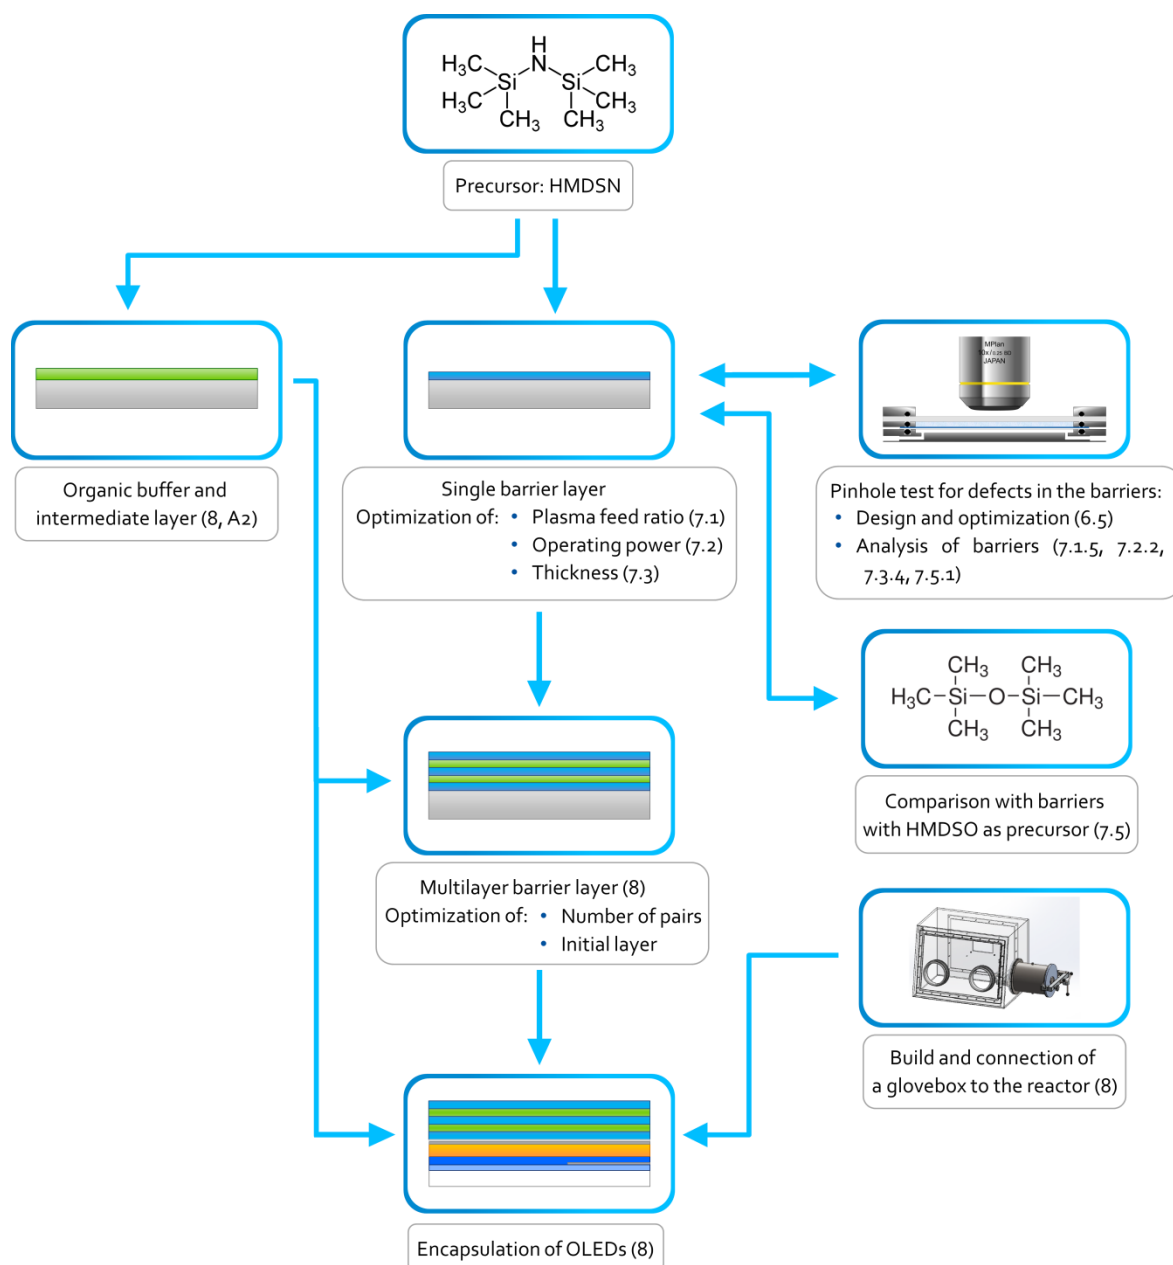 H
H₃C N CH₃
Si Si
H₃C CH₃
CH₃ CH₃
Precursor: HMDSN
MPlan
10x/0.25 BD
JAPAN
Organic buffer and
intermediate layer (8, A2)
Single barrier layer
Optimization of: • Plasma feed ratio (7.1)
• Operating power (7.2)
• Thickness (7.3)
Pinhole test for defects in the barriers:
• Design and optimization (6.5)
• Analysis of barriers (7.1.5, 7.2.2,
7.3.4, 7.5.1)
CH₃ CH₃
H₃C—Si—O—Si—CH₃
CH₃ CH₃
Comparison with barriers
with HMDSO as precursor (7.5)
Multilayer barrier layer (8)
Optimization of: • Number of pairs
• Initial layer
Build and connection of
a glovebox to the reactor (8)
Encapsulation of OLEDs (8)